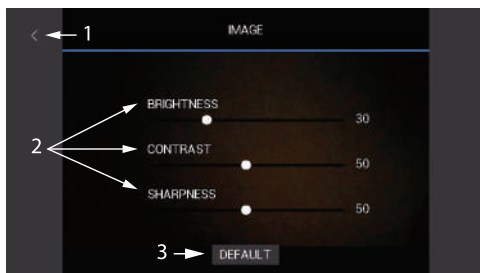 < 1 IMAGE
BRIGHTNESS
30
2 CONTRAST
50
SHARPNESS
50
3 DEFAULT